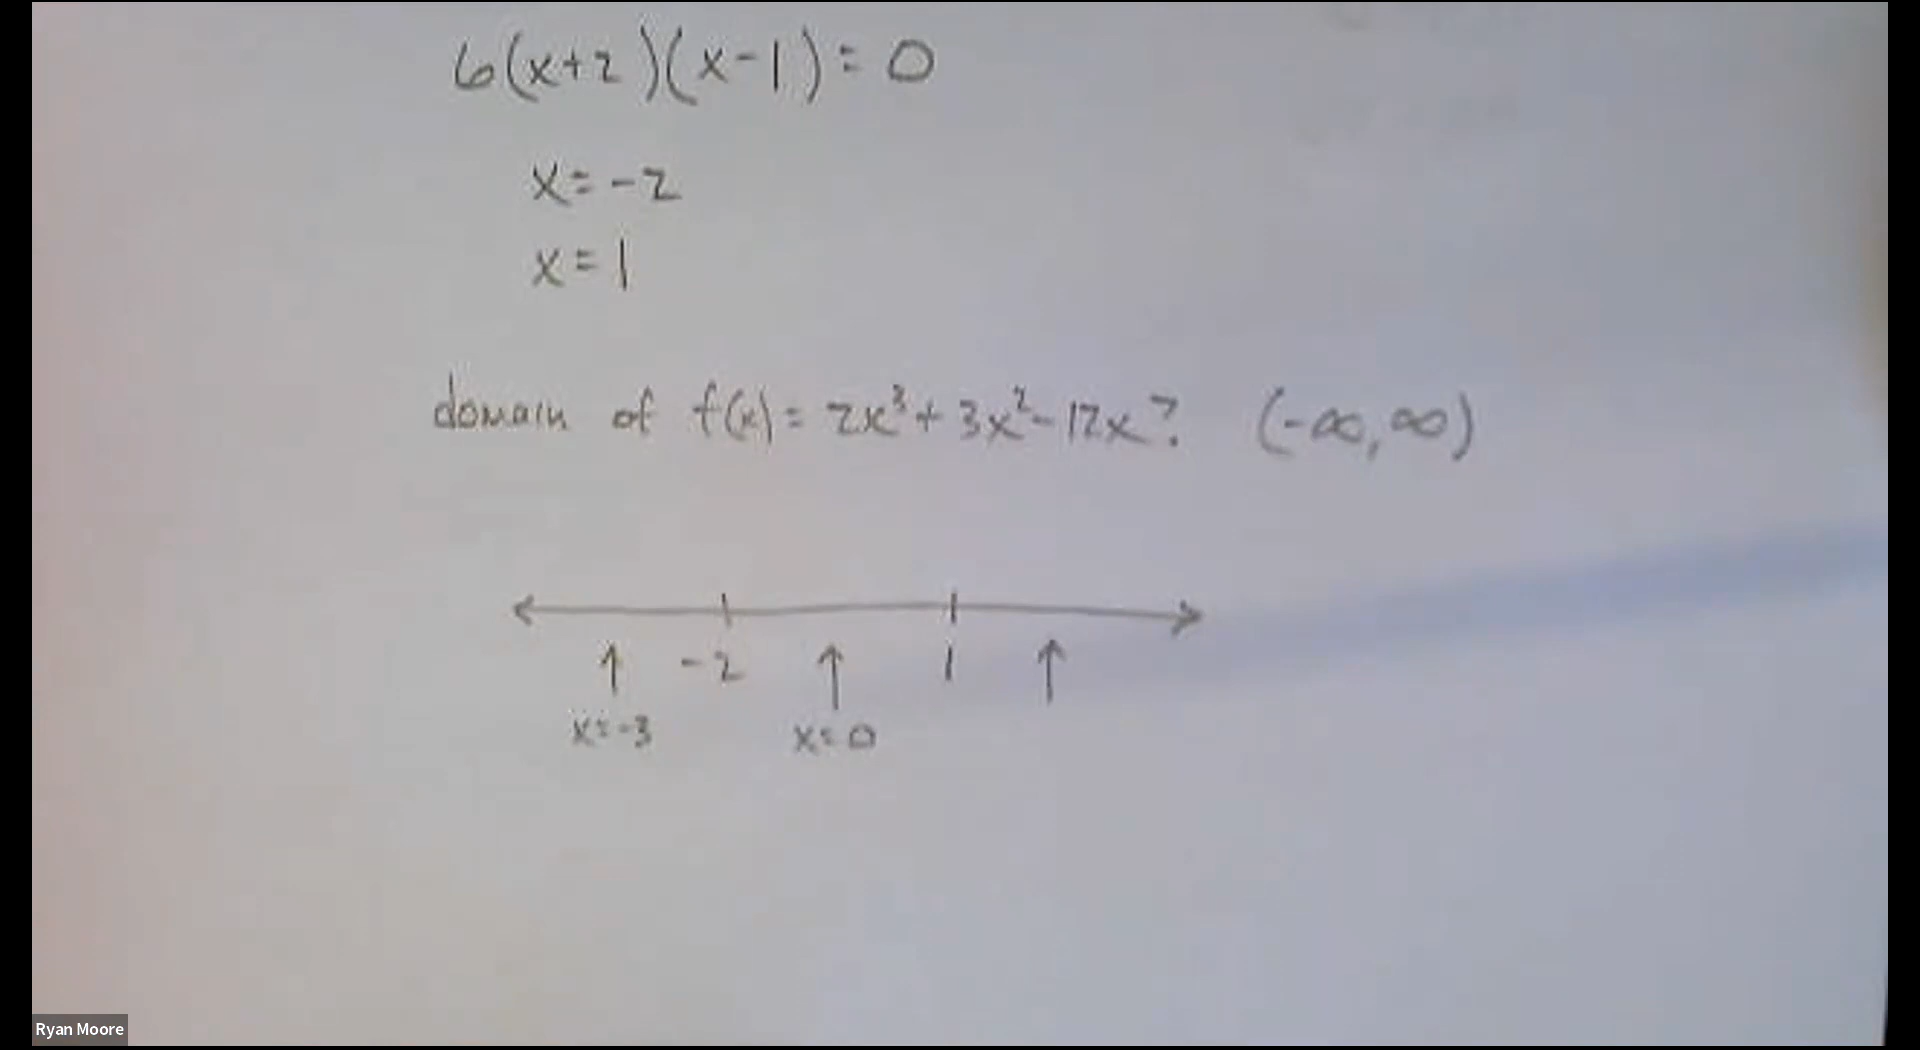 6(x+2)(x-1)=0
x=-2
x=1
domain of f(x)=2x³+3x²-12x? (-∞,∞)
↑ -2 ↑ 1 ↑
x=-3 x=0
Ryan Moore